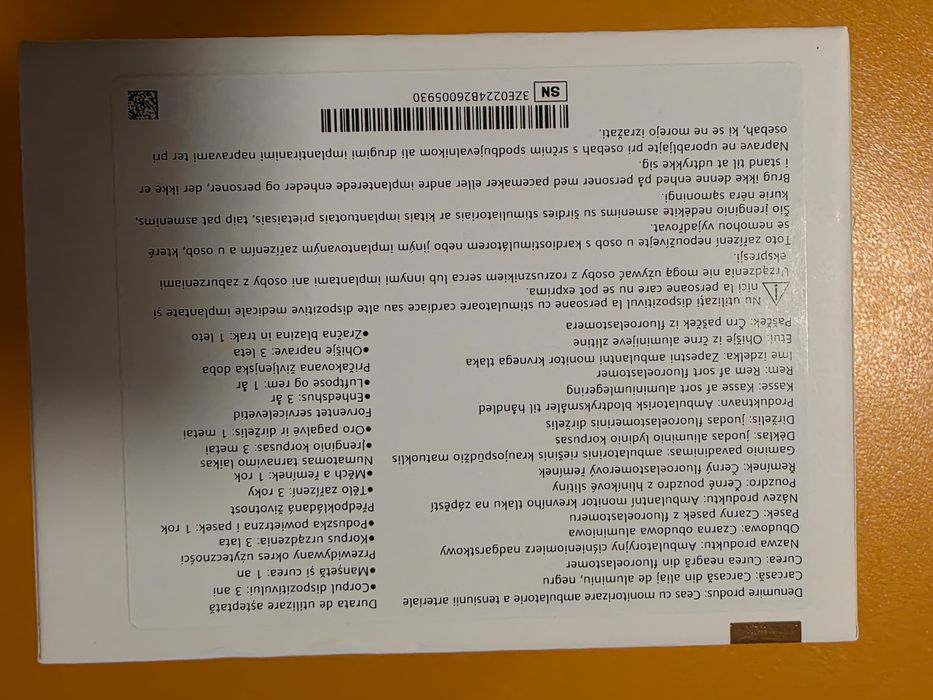 Denumire produs: Ceas cu monitorizare ambulatorie a tensiunii arteriale
Carcasă: Carcasă din aliaj de aluminiu, negru
Curea: Curea neagră din fluoroelastomer
Nazwa produktu: Ambulatoryjny ciśnieniomierz nadgarstkowy
Obudowa: Czarna obudowa aluminiowa
Pasek: Czarny pasek z fluoroelastomeru
Název produktu: Ambulantní monitor krevního tlaku na zápěstí
Pouzdro: Černé pouzdro z hliníkové slitiny
Řemínek: Černý fluoroelastomerový řemínek
Gaminio pavadinimas: ambulatorinis riešinis kraujospūdžio matuoklis
Dėklas: juodas aliuminio lydinio korpusas
Dirželis: juodas fluoroelastomerinis dirželis
Produktnavn: Ambulatorisk blodtryksmåler til håndled
Kasse: Kasse af sort aluminiumlegering
Rem: Rem af sort fluoroelastomer
Ime izdelka: Zapestni ambulantni monitor krvnega tlaka
Etui: Ohišje iz črne aluminijeve zlitine
Pašček: Črn pašček iz fluoroelastomera
Durata de utilizare așteptată
•Corpul dispozitivului: 3 ani
•Manșetă și curea: 1 an
Przewidywany okres użyteczności
•Korpus urządzenia: 3 lata
•Poduszka powietrzna i pasek: 1 rok
Předpokládaná životnost
•Tělo zařízení: 3 roky
•Měch a řemínek: 1 rok
Numatomas tarnavimo laikas
•Įrenginio korpusas: 3 metai
•Oro pagalvė ir dirželis: 1 metai
Forventet servicelevetid
•Enhedshus: 3 år
•Luftpose og rem: 1 år
Pričakovana življenjska doba
•Ohišje naprave: 3 leta
•Zračna blazina in trak: 1 leto
Nu utilizați dispozitivul la persoane cu stimulatoare cardiace sau alte dispozitive medicale implantate și
nici la persoane care nu se pot exprima.
Urządzenia nie mogą używać osoby z rozrusznikiem serca lub innymi implantami ani osoby z zaburzeniami
ekspresji.
Toto zařízení nepoužívejte u osob s kardiostimulátorem nebo jiným implantovaným zařízením a u osob, které
se nemohou vyjadřovat.
Šio įrenginio nedėkite asmenims su širdies stimuliatoriais ar kitais implantuotais prietaisais, taip pat asmenims,
kurie nėra sąmoningi.
Brug ikke denne enhed på personer med pacemaker eller andre implanterede enheder og personer, der ikke er
i stand til at udtrykke sig.
Naprave ne uporabljajte pri osebah s srčnim spodbujevalnikom ali drugimi implantiranimi napravami ter pri
osebah, ki se ne morejo izražati.
SN 3ZE0224B26005930